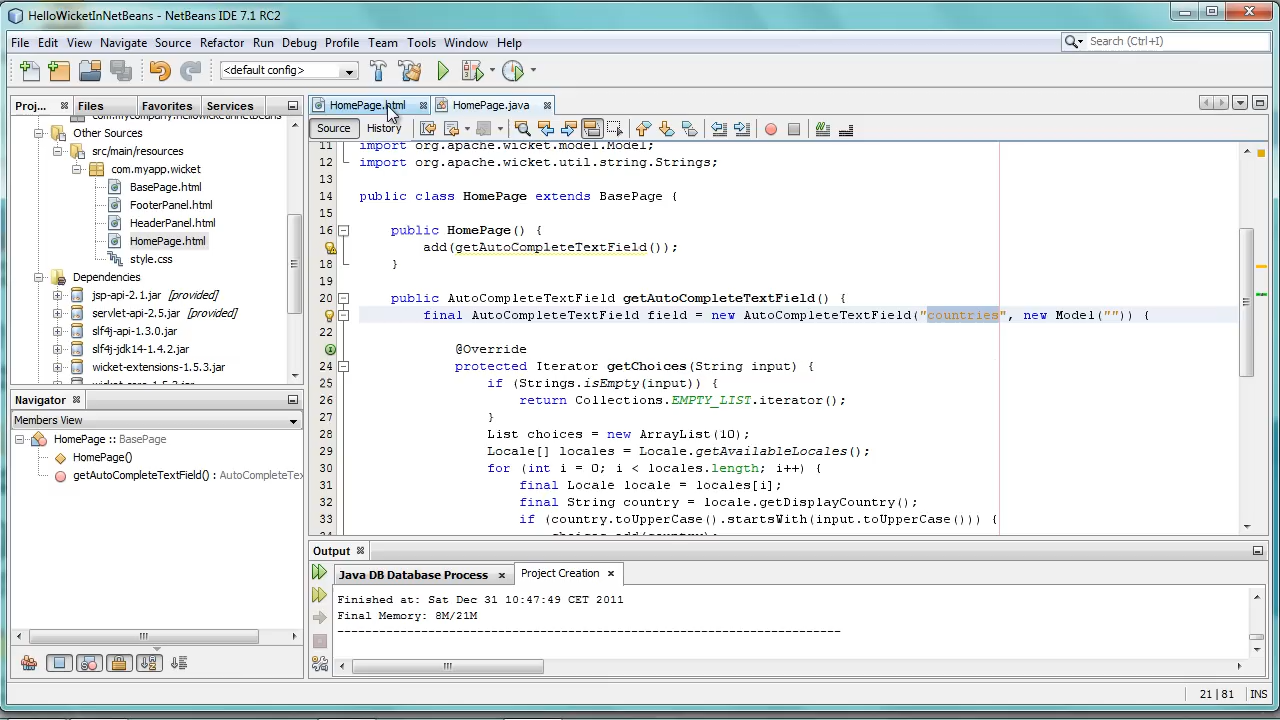 HelloWicketInNetBeans - NetBeans IDE 7.1 RC2
File Edit View Navigate Source Refactor Run Debug Profile Team Tools Window Help
Search (Ctrl+I)
<default config>
Proj... Files Favorites Services
HomePage.html HomePage.java
Source History
Other Sources
src/main/resources
com.myapp.wicket
BasePage.html
FooterPanel.html
HeaderPanel.html
HomePage.html
style.css
Dependencies
jsp-api-2.1.jar [provided]
servlet-api-2.5.jar [provided]
slf4j-api-1.3.0.jar
slf4j-jdk14-1.4.2.jar
wicket-extensions-1.5.3.jar
11 import org.apache.wicket.model.Model;
12 import org.apache.wicket.util.string.Strings;
13
14 public class HomePage extends BasePage {
15
16 public HomePage() {
add(getAutoCompleteTextField());
18 }
19
20 public AutoCompleteTextField getAutoCompleteTextField() {
final AutoCompleteTextField field = new AutoCompleteTextField("countries", new Model("")) {
22
@Override
24 protected Iterator getChoices(String input) {
25 if (Strings.isEmpty(input)) {
26 return Collections.EMPTY_LIST.iterator();
27 }
28 List choices = new ArrayList(10);
29 Locale[] locales = Locale.getAvailableLocales();
30 for (int i = 0; i < locales.length; i++) {
31 final Locale locale = locales[i];
32 final String country = locale.getDisplayCountry();
33 if (country.toUpperCase().startsWith(input.toUpperCase())) {
Navigator
Members View
HomePage :: BasePage
HomePage()
getAutoCompleteTextField() : AutoCompleteTex
Output
Java DB Database Process Project Creation
Finished at: Sat Dec 31 10:47:49 CET 2011
Final Memory: 8M/21M
------------------------------------------------------------------------
21 | 81 INS